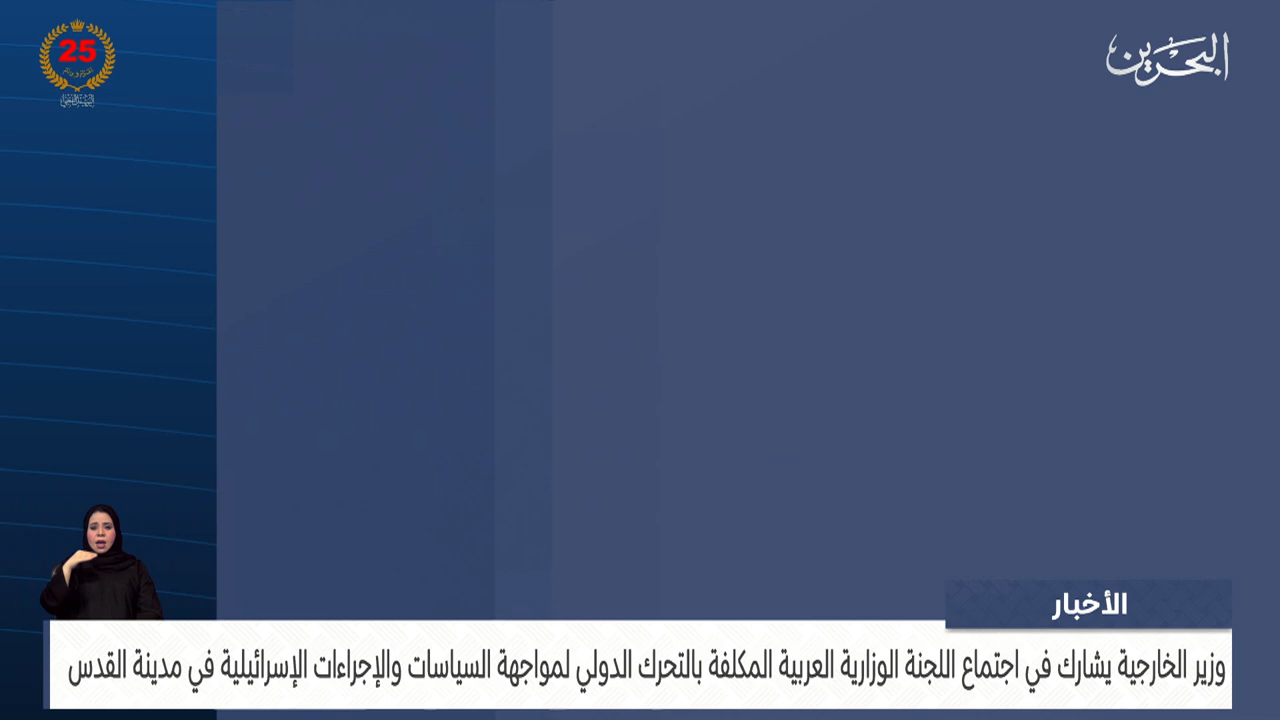 البحرين
25
الأخبار
وزير الخارجية يشارك في اجتماع اللجنة الوزارية العربية المكلفة بالتحرك الدولي لمواجهة السياسات والإجراءات الإسرائيلية في مدينة القدس